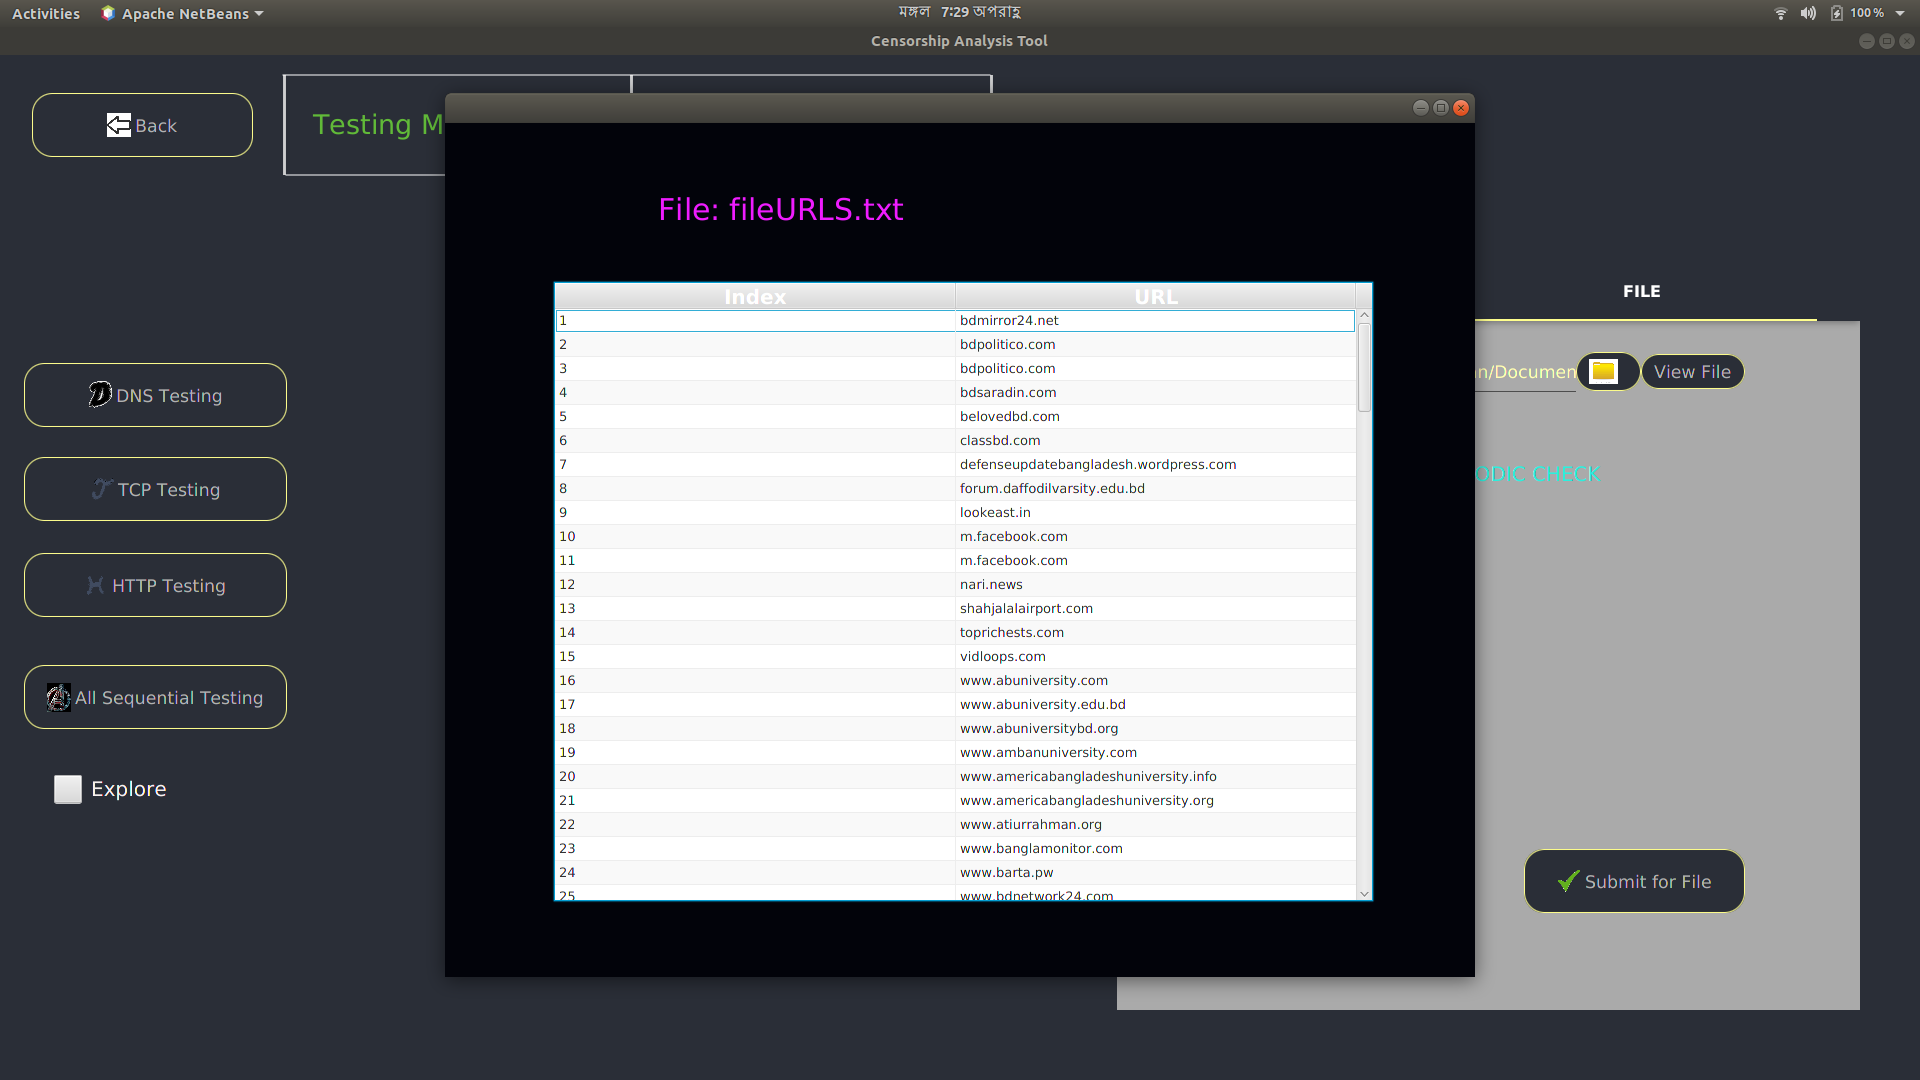 Activities Apache NetBeans মঙ্গল 7:29 অপরাহ্ণ 100 %
Censorship Analysis Tool
Back
Testing M
File: fileURLS.txt
FILE
n/Documen View File
ODIC CHECK
DNS Testing
TCP Testing
HTTP Testing
All Sequential Testing
Explore
Index URL
1 bdmirror24.net
2 bdpolitico.com
3 bdpolitico.com
4 bdsaradin.com
5 belovedbd.com
6 classbd.com
7 defenseupdatebangladesh.wordpress.com
8 forum.daffodilvarsity.edu.bd
9 lookeast.in
10 m.facebook.com
11 m.facebook.com
12 nari.news
13 shahjalalairport.com
14 toprichests.com
15 vidloops.com
16 www.abuniversity.com
17 www.abuniversity.edu.bd
18 www.abuniversitybd.org
19 www.ambanuniversity.com
20 www.americabangladeshuniversity.info
21 www.americabangladeshuniversity.org
22 www.atiurrahman.org
23 www.banglamonitor.com
24 www.barta.pw
25 www.bdnetwork24.com
Submit for File